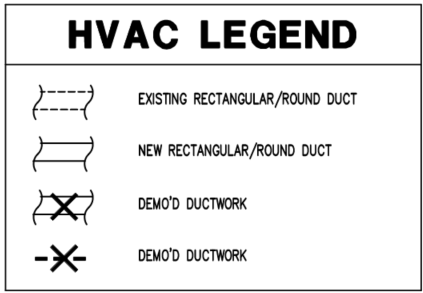 HVAC LEGEND
EXISTING RECTANGULAR/ROUND DUCT
NEW RECTANGULAR/ROUND DUCT
DEMO'D DUCTWORK
DEMO'D DUCTWORK